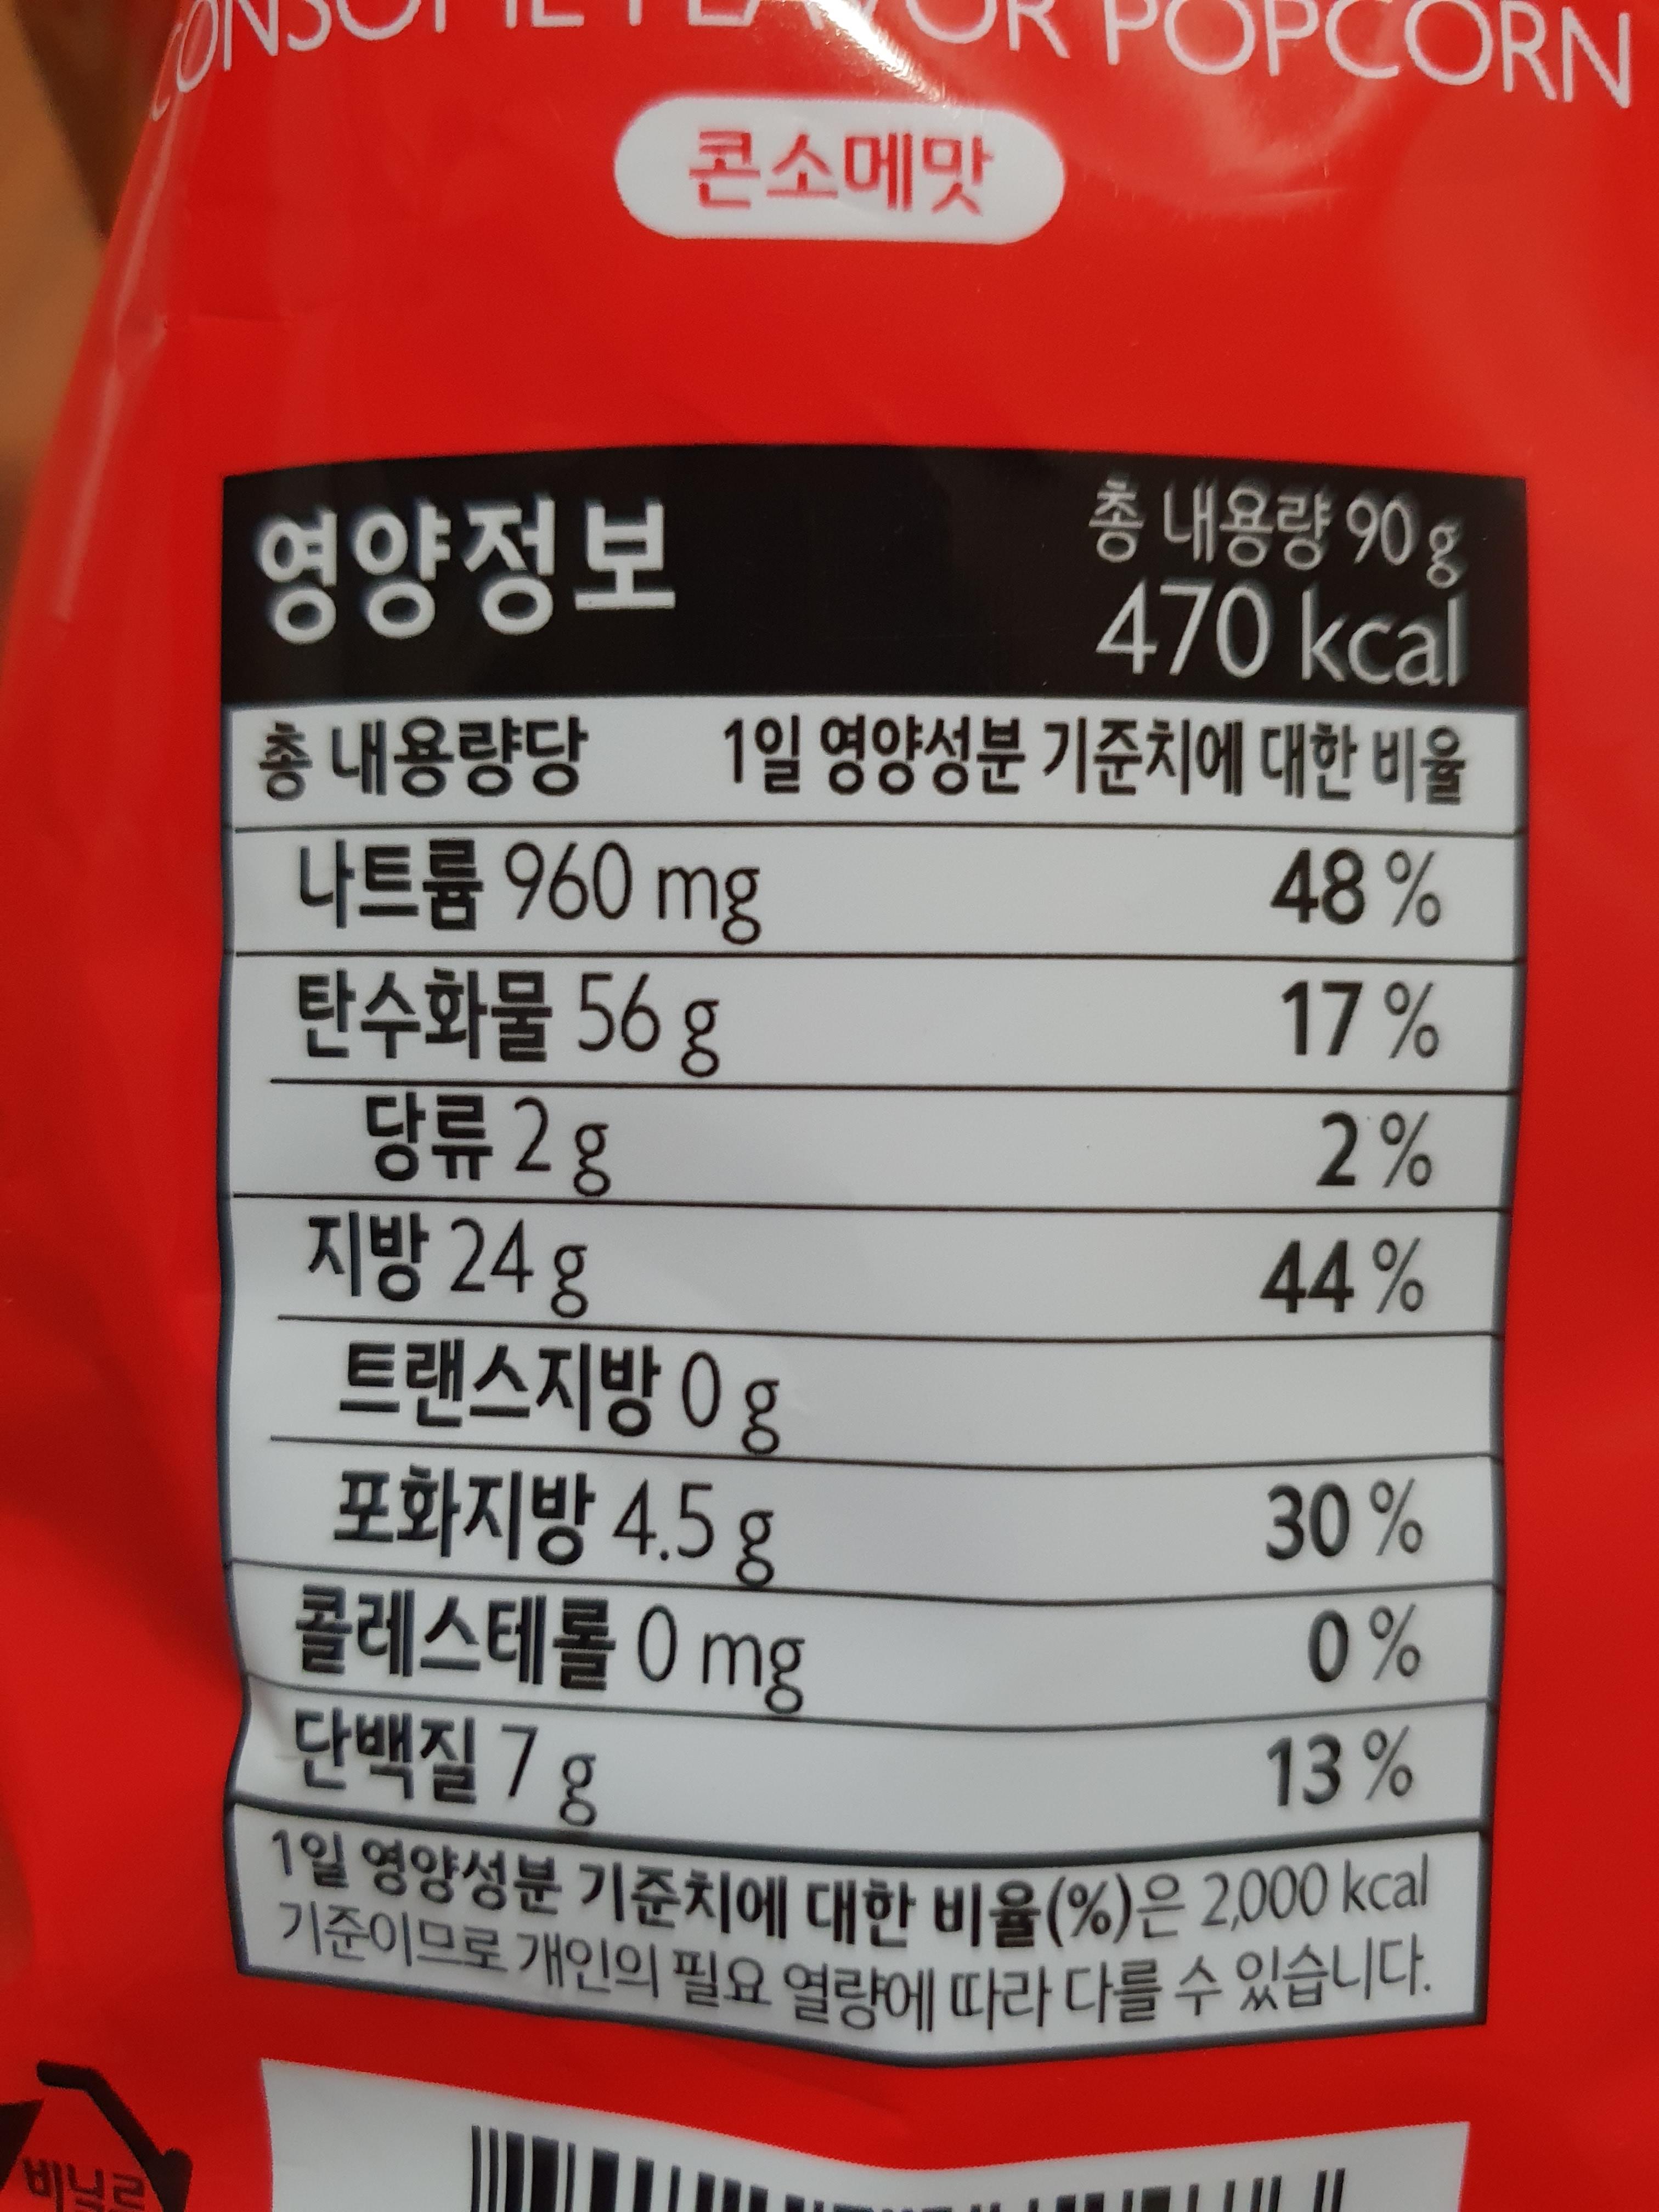 CONSOMÉ FLAVOR POPCORN
콘소메맛
영양정보
총 내용량 90 g
470 kcal
총 내용량당 1일 영양성분 기준치에 대한 비율
나트륨 960 mg 48 %
탄수화물 56 g 17 %
당류 2 g 2 %
지방 24 g 44 %
트랜스지방 0 g
포화지방 4.5 g 30 %
콜레스테롤 0 mg 0 %
단백질 7 g 13 %
1일 영양성분 기준치에 대한 비율(%)은 2,000 kcal
기준이므로 개인의 필요 열량에 따라 다를 수 있습니다.
비닐류